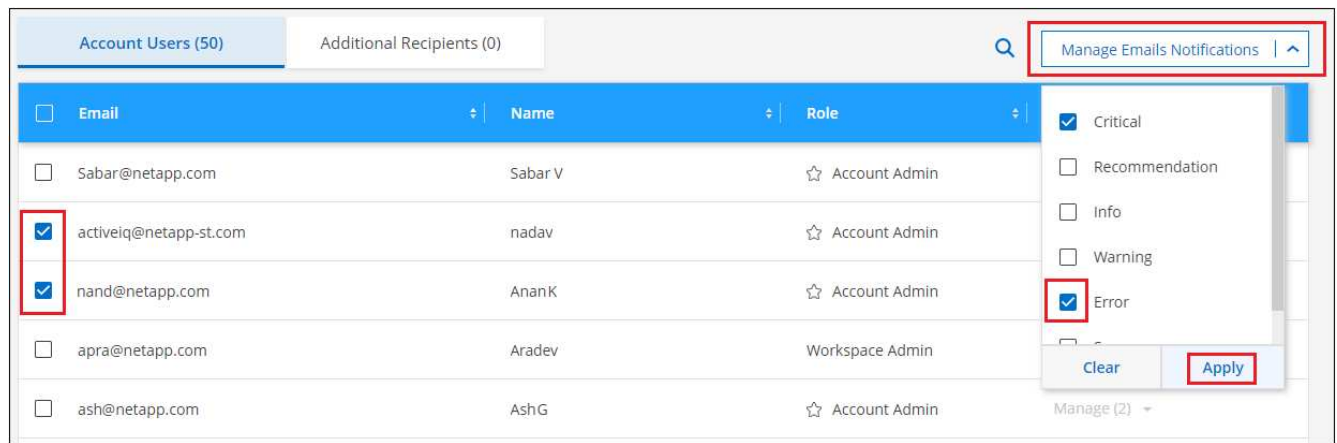 Account Users (50) Additional Recipients (0) Manage Emails Notifications
Email Name Role
Critical
Sabar@netapp.com Sabar V Account Admin
Recommendation
Info
activeiq@netapp-st.com nadav Account Admin
Warning
nand@netapp.com AnanK Account Admin
Error
apra@netapp.com Aradev Workspace Admin
Clear Apply
ash@netapp.com AshG Account Admin Manage (2)